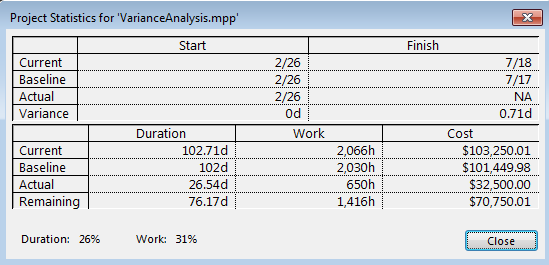 Project Statistics for 'VarianceAnalysis.mpp'
Start Finish
Current 2/26 7/18
Baseline 2/26 7/17
Actual 2/26 NA
Variance 0d 0.71d
Duration Work Cost
Current 102.71d 2,066h $103,250.01
Baseline 102d 2,030h $101,449.98
Actual 26.54d 650h $32,500.00
Remaining 76.17d 1,416h $70,750.01
Duration: 26% Work: 31% Close